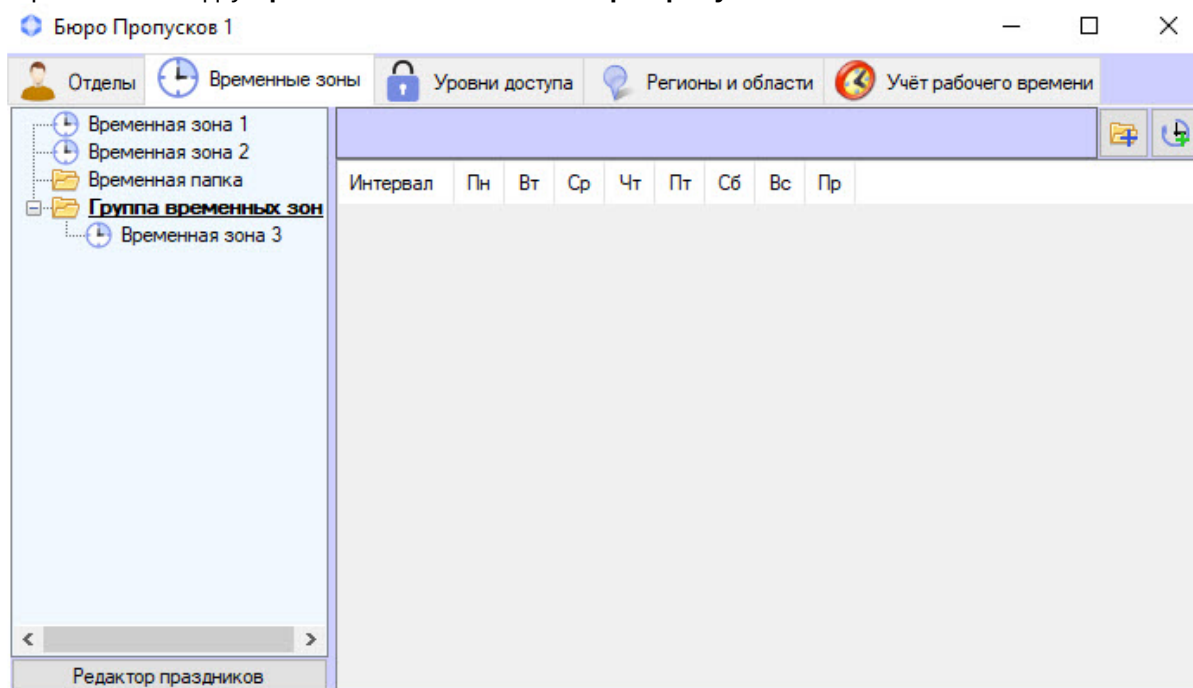 Бюро Пропусков 1
Отделы Временные зоны Уровни доступа Регионы и области Учёт рабочего времени
Временная зона 1
Временная зона 2
Временная папка
Группа временных зон
Временная зона 3
Интервал Пн Вт Ср Чт Пт Сб Вс Пр
Редактор праздников